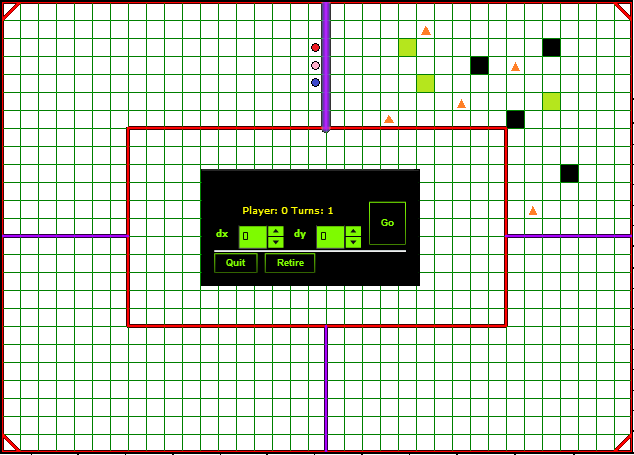 Player: 0 Turns: 1
dx 0 dy 0 Go
Quit Retire